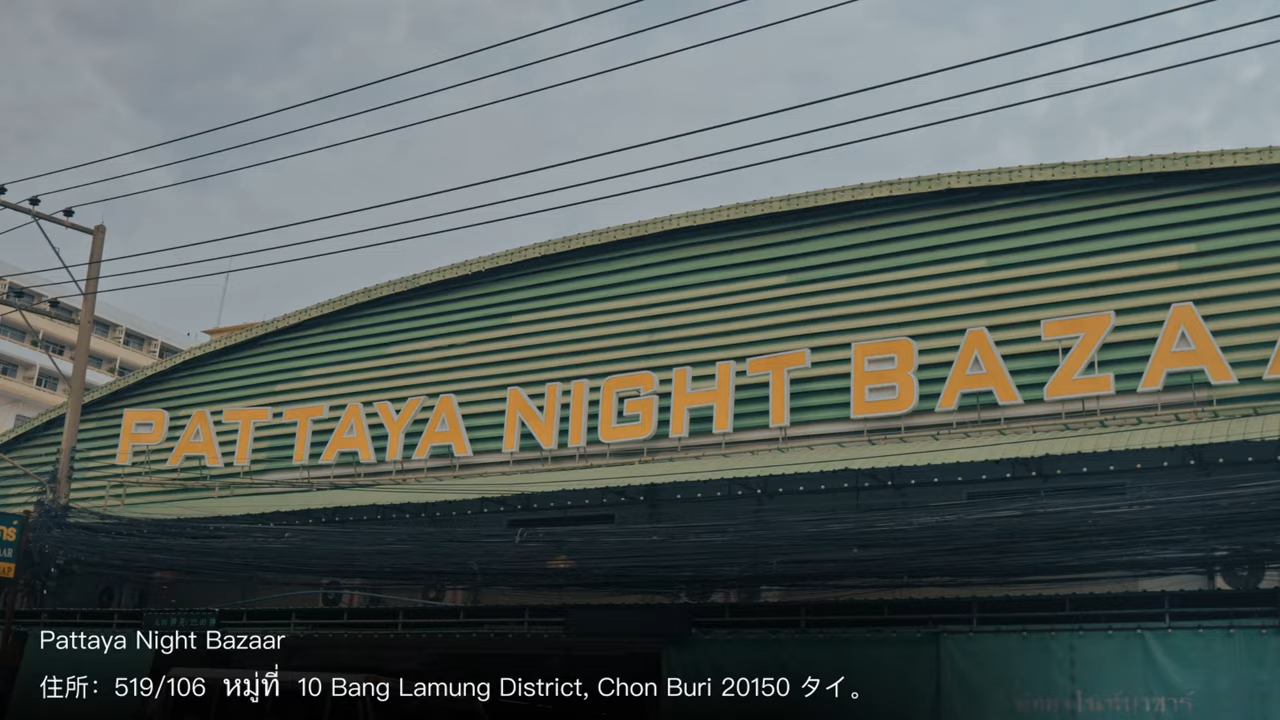 PATTAYA NIGHT BAZAA
Pattaya Night Bazaar
住所：519/106 หมู่ที่ 10 Bang Lamung District, Chon Buri 20150 タイ。